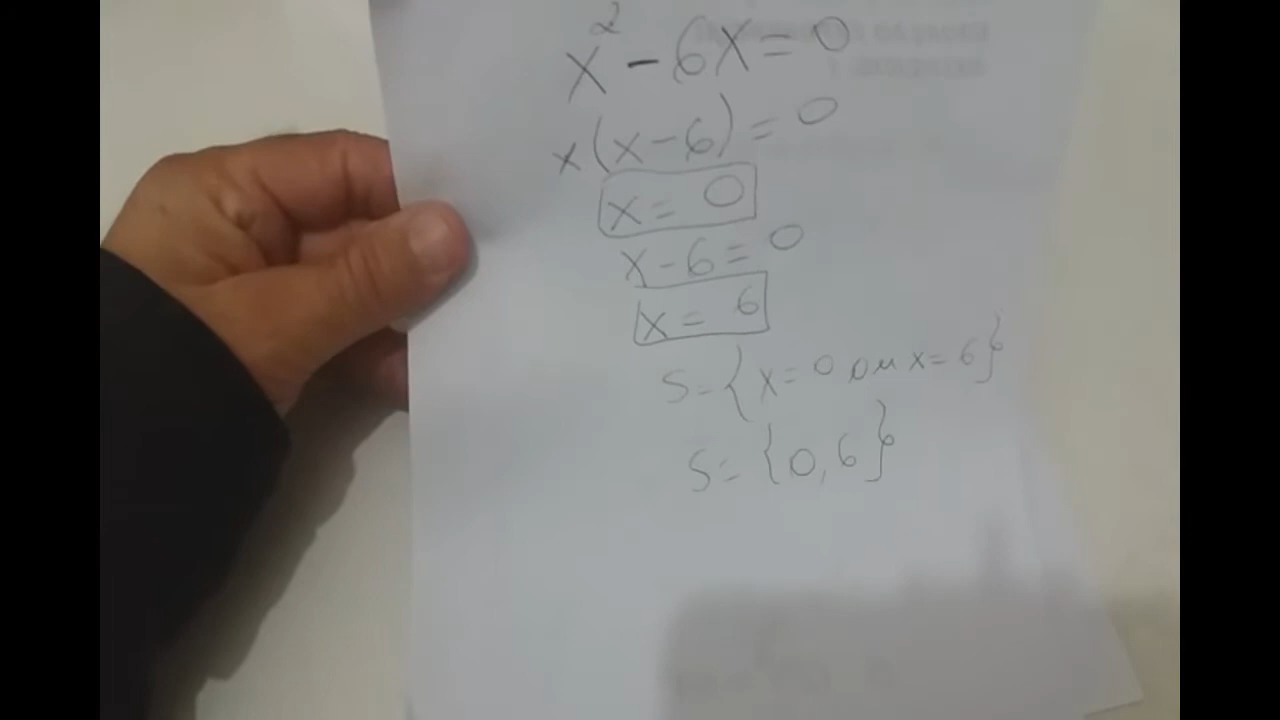 x² - 6x = 0
x(x-6) = 0
x = 0
x-6 = 0
x = 6
S = {x = 0 ou x = 6}
S = {0,6}